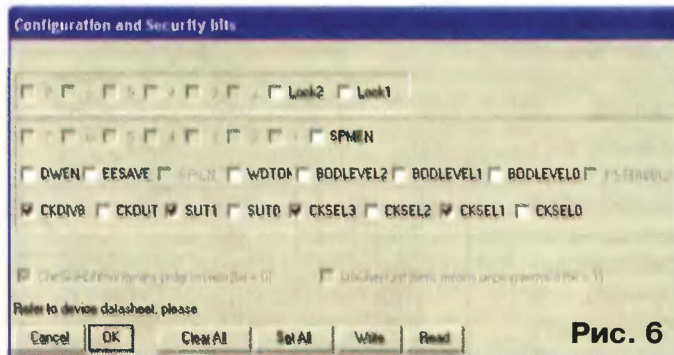 Configuration and Security bits
Lock2 Lock1
SPMEN
DWEN EESAVE WDTON BODLEVEL2 BODLEVEL1 BODLEVEL0
CKDIV8 CKOUT SUT1 SUT0 CKSEL3 CKSEL2 CKSEL1 CKSEL0
Refer to device datasheet, please
Cancel OK Clear All Set All Write Read
Рис. 6